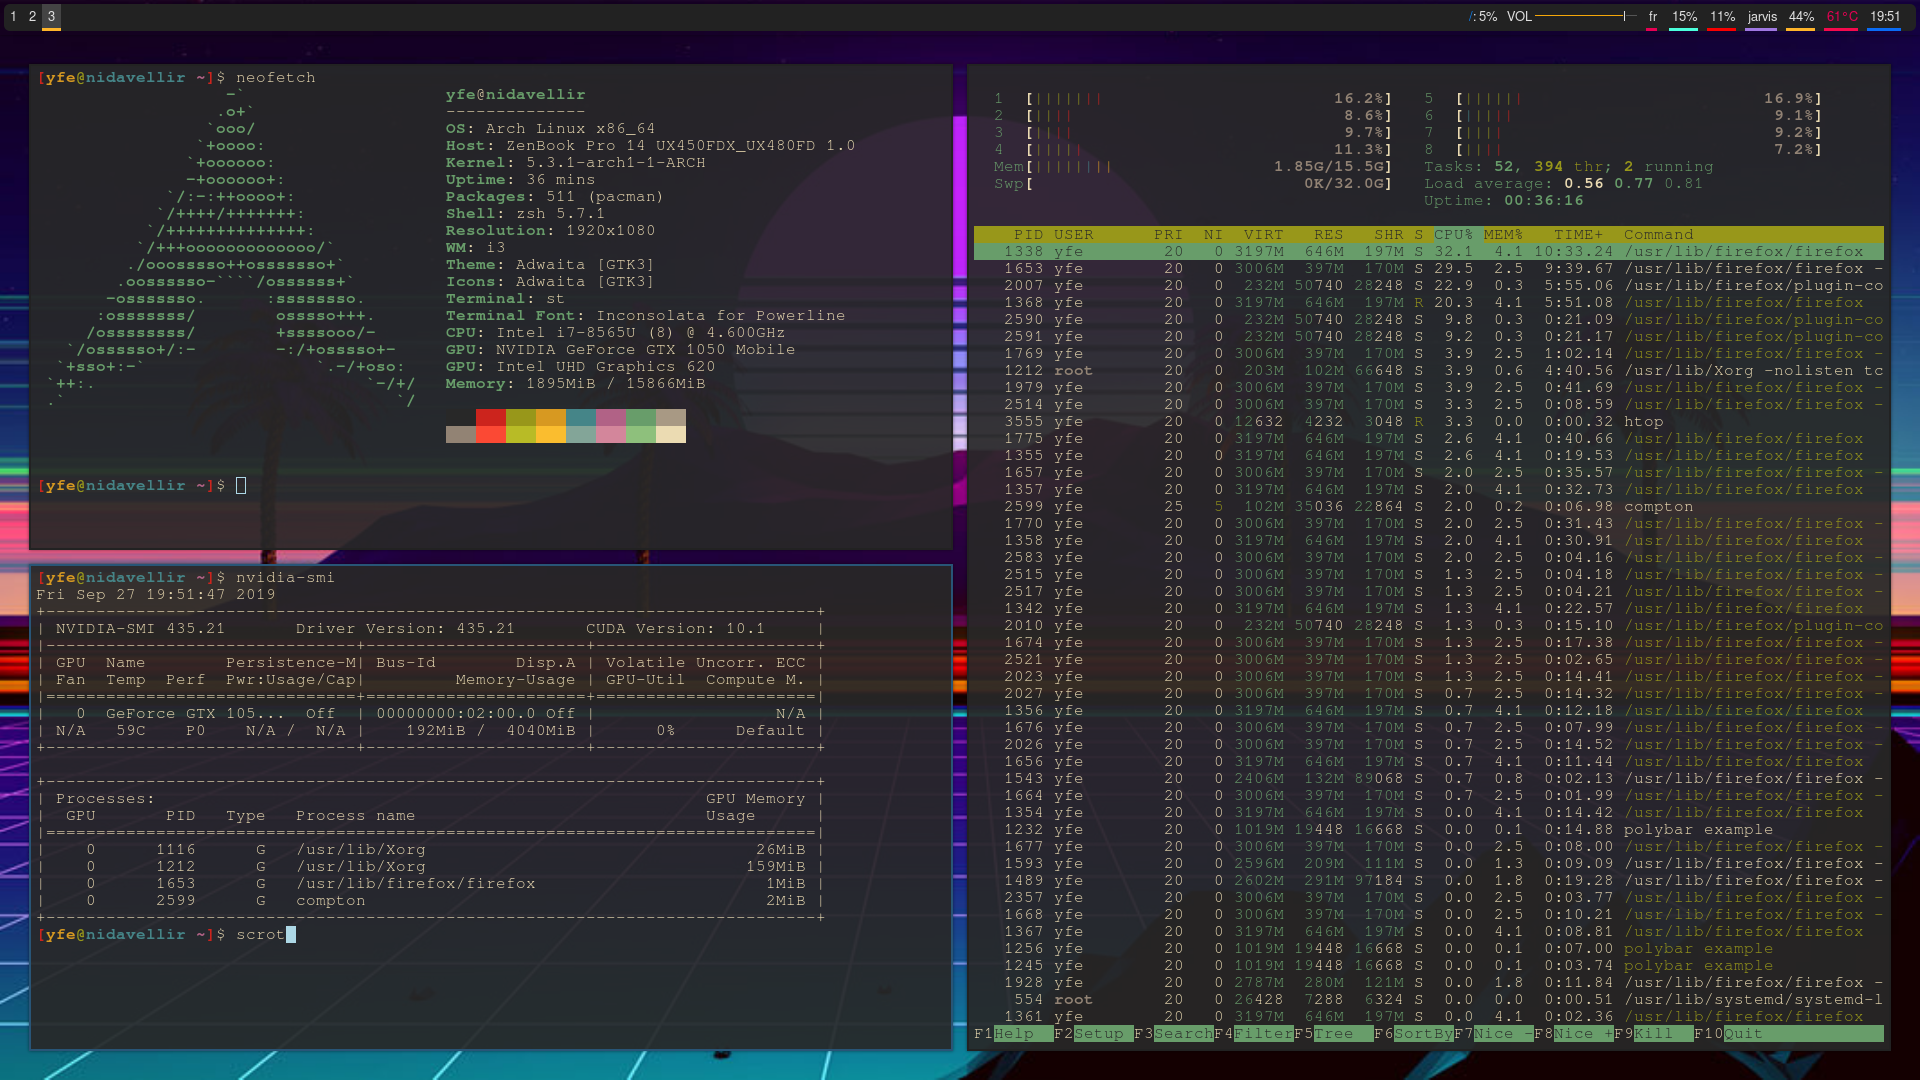 1 2 3
/: 5% VOL fr 15% 11% jarvis 44% 61°C 19:51
[yfe@nidavellir ~]$ neofetch
yfe@nidavellir
---------------
OS: Arch Linux x86_64
Host: ZenBook Pro 14 UX450FDX_UX480FD 1.0
Kernel: 5.3.1-arch1-1-ARCH
Uptime: 36 mins
Packages: 511 (pacman)
Shell: zsh 5.7.1
Resolution: 1920x1080
WM: i3
Theme: Adwaita [GTK3]
Icons: Adwaita [GTK3]
Terminal: st
Terminal Font: Inconsolata for Powerline
CPU: Intel i7-8565U (8) @ 4.600GHz
GPU: NVIDIA GeForce GTX 1050 Mobile
GPU: Intel UHD Graphics 620
Memory: 1895MiB / 15866MiB
[yfe@nidavellir ~]$
[yfe@nidavellir ~]$ nvidia-smi
Fri Sep 27 19:51:47 2019
| NVIDIA-SMI 435.21 Driver Version: 435.21 CUDA Version: 10.1 |
| GPU Name Persistence-M| Bus-Id Disp.A | Volatile Uncorr. ECC |
| Fan Temp Perf Pwr:Usage/Cap| Memory-Usage | GPU-Util Compute M. |
| 0 GeForce GTX 105... Off | 00000000:02:00.0 Off | N/A |
| N/A 59C P0 N/A / N/A | 192MiB / 4040MiB | 0% Default |
| Processes: GPU Memory |
| GPU PID Type Process name Usage |
| 0 1116 G /usr/lib/Xorg 26MiB |
| 0 1212 G /usr/lib/Xorg 159MiB |
| 0 1653 G /usr/lib/firefox/firefox 1MiB |
| 0 2599 G compton 2MiB |
[yfe@nidavellir ~]$ scrot
1 [||||||| 16.2%] 5 [|||||| 16.9%]
2 [|||| 8.6%] 6 [||||| 9.1%]
3 [|||| 9.7%] 7 [|||| 9.2%]
4 [||||| 11.3%] 8 [|||| 7.2%]
Mem[|||||||| 1.85G/15.5G] Tasks: 52, 394 thr; 2 running
Swp[ 0K/32.0G] Load average: 0.56 0.77 0.81
Uptime: 00:36:16
PID USER PRI NI VIRT RES SHR S CPU% MEM% TIME+ Command
1338 yfe 20 0 3197M 646M 197M S 32.1 4.1 10:33.24 /usr/lib/firefox/firefox
1653 yfe 20 0 3006M 397M 170M S 29.5 2.5 9:39.67 /usr/lib/firefox/firefox -
2007 yfe 20 0 232M 50740 28248 S 22.9 0.3 5:55.06 /usr/lib/firefox/plugin-co
1368 yfe 20 0 3197M 646M 197M R 20.3 4.1 5:51.08 /usr/lib/firefox/firefox
2590 yfe 20 0 232M 50740 28248 S 9.8 0.3 0:21.09 /usr/lib/firefox/plugin-co
2591 yfe 20 0 232M 50740 28248 S 9.2 0.3 0:21.17 /usr/lib/firefox/plugin-co
1769 yfe 20 0 3006M 397M 170M S 3.9 2.5 1:02.14 /usr/lib/firefox/firefox -
1212 root 20 0 203M 102M 66648 S 3.9 0.6 4:40.56 /usr/lib/Xorg -nolisten tc
1979 yfe 20 0 3006M 397M 170M S 3.9 2.5 0:41.69 /usr/lib/firefox/firefox -
2514 yfe 20 0 3006M 397M 170M S 3.3 2.5 0:08.59 /usr/lib/firefox/firefox -
3555 yfe 20 0 12632 4232 3048 R 3.3 0.0 0:00.32 htop
1775 yfe 20 0 3197M 646M 197M S 2.6 4.1 0:40.66 /usr/lib/firefox/firefox
1355 yfe 20 0 3197M 646M 197M S 2.6 4.1 0:19.53 /usr/lib/firefox/firefox
1657 yfe 20 0 3006M 397M 170M S 2.0 2.5 0:35.57 /usr/lib/firefox/firefox -
1357 yfe 20 0 3197M 646M 197M S 2.0 4.1 0:32.73 /usr/lib/firefox/firefox
2599 yfe 25 5 102M 35036 22864 S 2.0 0.2 0:06.98 compton
1770 yfe 20 0 3006M 397M 170M S 2.0 2.5 0:31.43 /usr/lib/firefox/firefox -
1358 yfe 20 0 3197M 646M 197M S 2.0 4.1 0:30.91 /usr/lib/firefox/firefox
2583 yfe 20 0 3006M 397M 170M S 2.0 2.5 0:04.16 /usr/lib/firefox/firefox -
2515 yfe 20 0 3006M 397M 170M S 1.3 2.5 0:04.18 /usr/lib/firefox/firefox -
2517 yfe 20 0 3006M 397M 170M S 1.3 2.5 0:04.21 /usr/lib/firefox/firefox -
1342 yfe 20 0 3197M 646M 197M S 1.3 4.1 0:22.57 /usr/lib/firefox/firefox
2010 yfe 20 0 232M 50740 28248 S 1.3 0.3 0:15.10 /usr/lib/firefox/plugin-co
1674 yfe 20 0 3006M 397M 170M S 1.3 2.5 0:17.38 /usr/lib/firefox/firefox -
2521 yfe 20 0 3006M 397M 170M S 1.3 2.5 0:02.65 /usr/lib/firefox/firefox -
2023 yfe 20 0 3006M 397M 170M S 1.3 2.5 0:14.41 /usr/lib/firefox/firefox -
2027 yfe 20 0 3006M 397M 170M S 0.7 2.5 0:14.32 /usr/lib/firefox/firefox -
1356 yfe 20 0 3197M 646M 197M S 0.7 4.1 0:12.18 /usr/lib/firefox/firefox
1676 yfe 20 0 3006M 397M 170M S 0.7 2.5 0:07.99 /usr/lib/firefox/firefox -
2026 yfe 20 0 3006M 397M 170M S 0.7 2.5 0:14.52 /usr/lib/firefox/firefox -
1656 yfe 20 0 3197M 646M 197M S 0.7 4.1 0:11.44 /usr/lib/firefox/firefox
1543 yfe 20 0 2406M 132M 89068 S 0.7 0.8 0:02.13 /usr/lib/firefox/firefox -
1664 yfe 20 0 3006M 397M 170M S 0.7 2.5 0:01.99 /usr/lib/firefox/firefox -
1354 yfe 20 0 3197M 646M 197M S 0.0 4.1 0:14.42 /usr/lib/firefox/firefox
1232 yfe 20 0 1019M 19448 16668 S 0.0 0.1 0:14.88 polybar example
1677 yfe 20 0 3006M 397M 170M S 0.0 2.5 0:08.00 /usr/lib/firefox/firefox -
1593 yfe 20 0 2596M 209M 111M S 0.0 1.3 0:09.09 /usr/lib/firefox/firefox -
1489 yfe 20 0 2602M 291M 97184 S 0.0 1.8 0:19.28 /usr/lib/firefox/firefox -
2357 yfe 20 0 3006M 397M 170M S 0.0 2.5 0:03.77 /usr/lib/firefox/firefox -
1668 yfe 20 0 3006M 397M 170M S 0.0 2.5 0:10.21 /usr/lib/firefox/firefox -
1367 yfe 20 0 3197M 646M 197M S 0.0 4.1 0:08.81 /usr/lib/firefox/firefox
1256 yfe 20 0 1019M 19448 16668 S 0.0 0.1 0:07.00 polybar example
1245 yfe 20 0 1019M 19448 16668 S 0.0 0.1 0:03.74 polybar example
1928 yfe 20 0 2787M 280M 121M S 0.0 1.8 0:11.84 /usr/lib/firefox/firefox -
554 root 20 0 26428 7288 6324 S 0.0 0.0 0:00.51 /usr/lib/systemd/systemd-l
1361 yfe 20 0 3197M 646M 197M S 0.0 4.1 0:02.36 /usr/lib/firefox/firefox
F1Help F2Setup F3SearchF4FilterF5Tree F6SortByF7Nice -F8Nice +F9Kill F10Quit